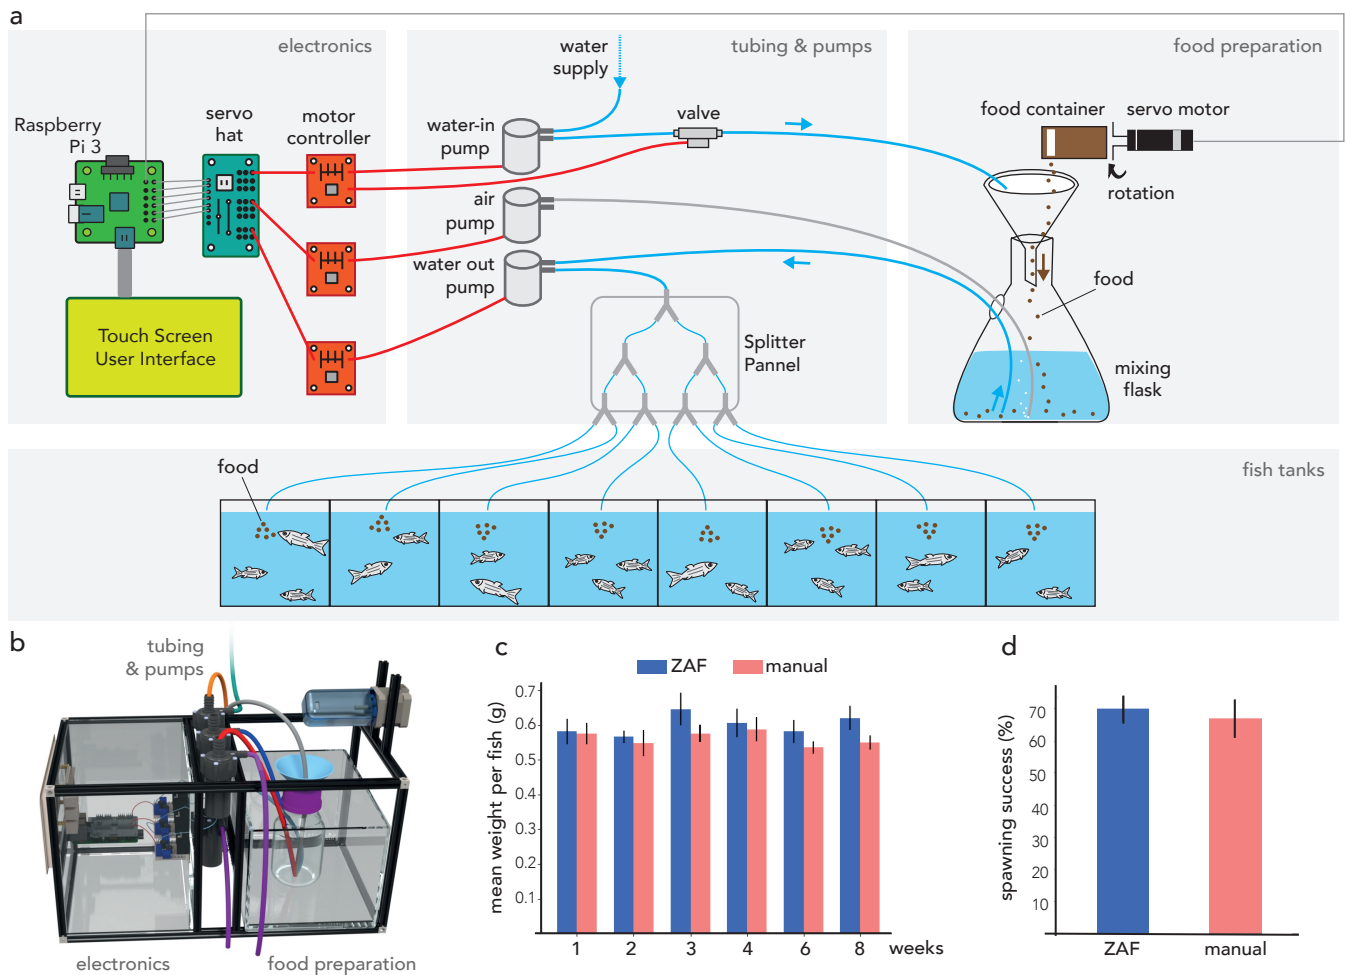 a
electronics
tubing & pumps
food preparation
water
supply
Raspberry
Pi 3
servo
hat
motor
controller
water-in
pump
valve
food container
servo motor
rotation
air
pump
water out
pump
food
Touch Screen
User Interface
Splitter
Pannel
mixing
flask
fish tanks
food
b
tubing
& pumps
electronics
food preparation
c
ZAF
manual
mean weight per fish (g)
0.7
0.6
0.5
0.4
0.3
0.2
0.1
1 2 3 4 6 8 weeks
d
spawning success (%)
70
60
50
40
30
20
10
ZAF manual